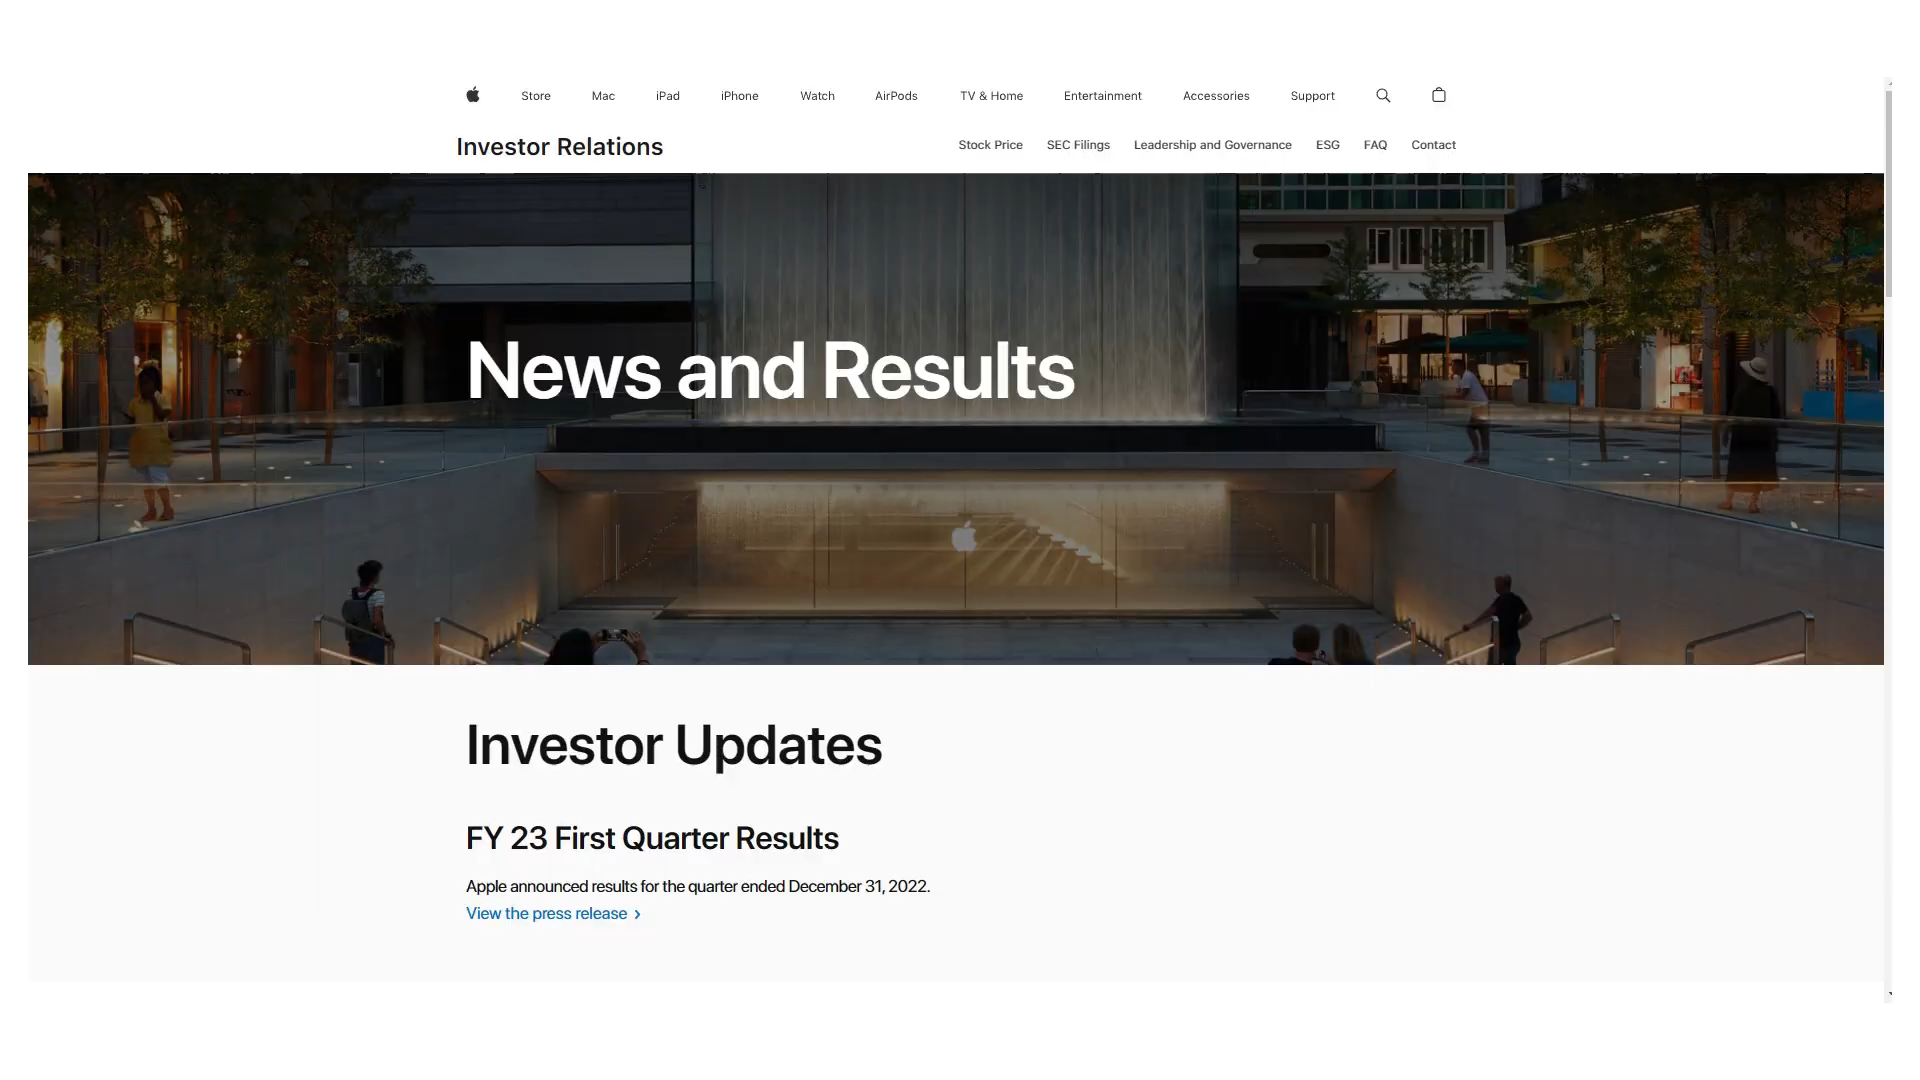 Store Mac iPad iPhone Watch AirPods TV & Home Entertainment Accessories Support
Investor Relations Stock Price SEC Filings Leadership and Governance ESG FAQ Contact
News and Results
Investor Updates
FY 23 First Quarter Results
Apple announced results for the quarter ended December 31, 2022.
View the press release